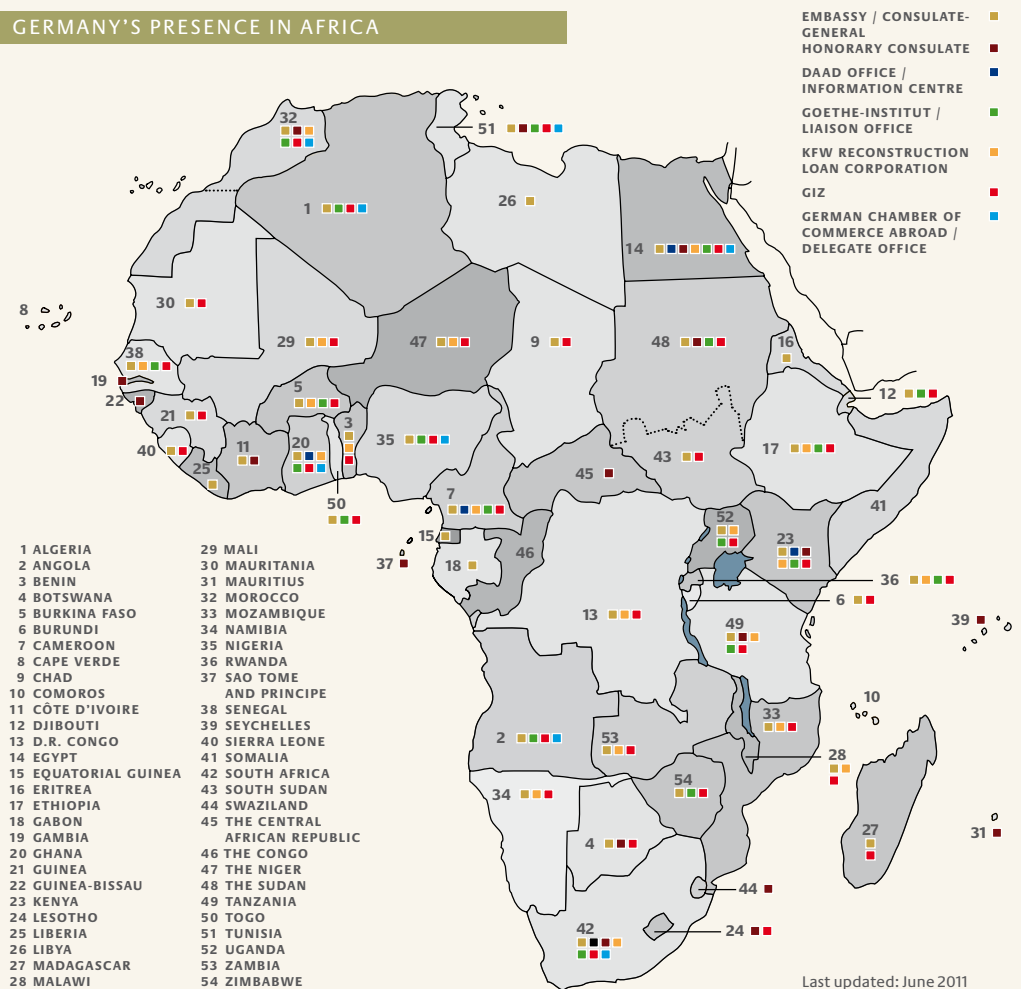 GERMANY'S PRESENCE IN AFRICA
EMBASSY / CONSULATE-
GENERAL
HONORARY CONSULATE
DAAD OFFICE /
INFORMATION CENTRE
GOETHE-INSTITUT /
LIAISON OFFICE
KFW RECONSTRUCTION
LOAN CORPORATION
GIZ
GERMAN CHAMBER OF
COMMERCE ABROAD /
DELEGATE OFFICE
32
51
1
26
14
30
8
29
47
9
48
16
38
19
22
5
12
21
3
40
11
20
35
17
25
43
45
41
50
7
52
15
46
23
37
18
36
6
13
39
49
10
2
53
33
28
34
54
27
4
31
44
42
24
1 ALGERIA
2 ANGOLA
3 BENIN
4 BOTSWANA
5 BURKINA FASO
6 BURUNDI
7 CAMEROON
8 CAPE VERDE
9 CHAD
10 COMOROS
11 CÔTE D'IVOIRE
12 DJIBOUTI
13 D.R. CONGO
14 EGYPT
15 EQUATORIAL GUINEA
16 ERITREA
17 ETHIOPIA
18 GABON
19 GAMBIA
20 GHANA
21 GUINEA
22 GUINEA-BISSAU
23 KENYA
24 LESOTHO
25 LIBERIA
26 LIBYA
27 MADAGASCAR
28 MALAWI
29 MALI
30 MAURITANIA
31 MAURITIUS
32 MOROCCO
33 MOZAMBIQUE
34 NAMIBIA
35 NIGERIA
36 RWANDA
37 SAO TOME
AND PRINCIPE
38 SENEGAL
39 SEYCHELLES
40 SIERRA LEONE
41 SOMALIA
42 SOUTH AFRICA
43 SOUTH SUDAN
44 SWAZILAND
45 THE CENTRAL
AFRICAN REPUBLIC
46 THE CONGO
47 THE NIGER
48 THE SUDAN
49 TANZANIA
50 TOGO
51 TUNISIA
52 UGANDA
53 ZAMBIA
54 ZIMBABWE
Last updated: June 2011